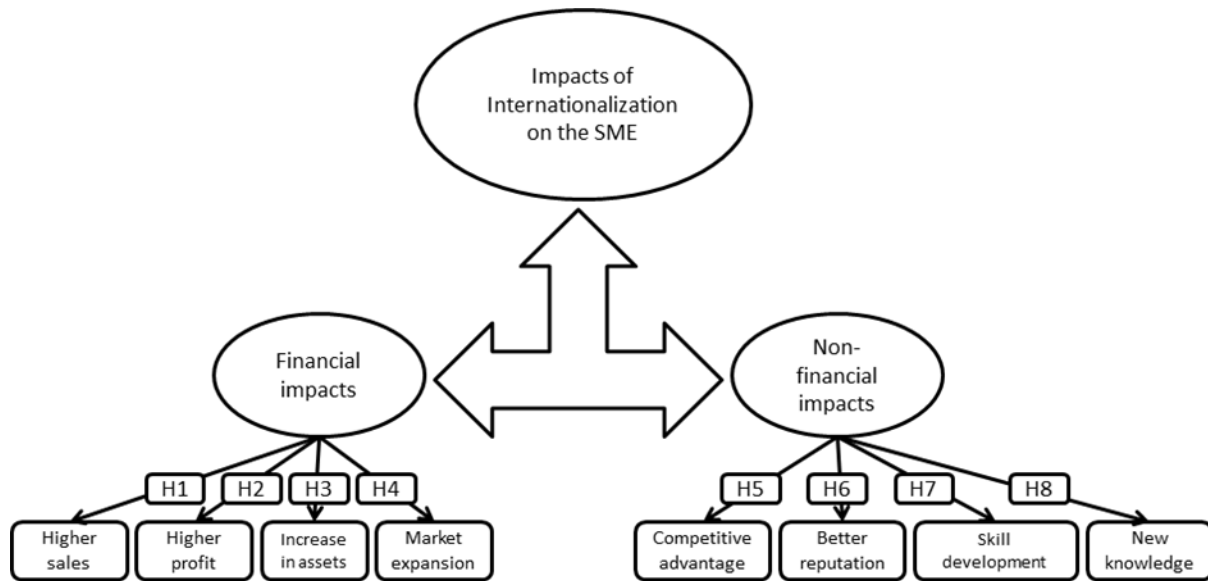 Impacts of
Internationalization
on the SME
Financial
impacts
Non-
financial
impacts
H1
H2
H3
H4
H5
H6
H7
H8
Higher
sales
Higher
profit
Increase
in assets
Market
expansion
Competitive
advantage
Better
reputation
Skill
development
New
knowledge